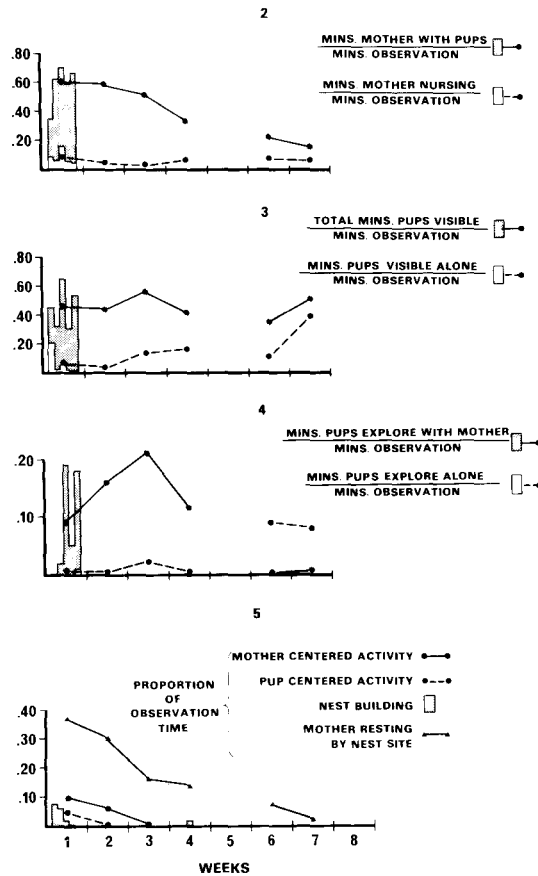 2
MINS. MOTHER WITH PUPS
MINS. OBSERVATION
MINS. MOTHER NURSING
MINS. OBSERVATION
.80
.60
.40
.20
3
TOTAL MINS. PUPS VISIBLE
MINS. OBSERVATION
MINS. PUPS VISIBLE ALONE
MINS. OBSERVATION
.80
.60
.40
.20
4
MINS. PUPS EXPLORE WITH MOTHER
MINS. OBSERVATION
MINS. PUPS EXPLORE ALONE
MINS. OBSERVATION
.20
.10
5
MOTHER CENTERED ACTIVITY
PUP CENTERED ACTIVITY
NEST BUILDING
MOTHER RESTING
BY NEST SITE
PROPORTION
OF
OBSERVATION
TIME
.40
.30
.20
.10
1 2 3 4 5 6 7 8
WEEKS